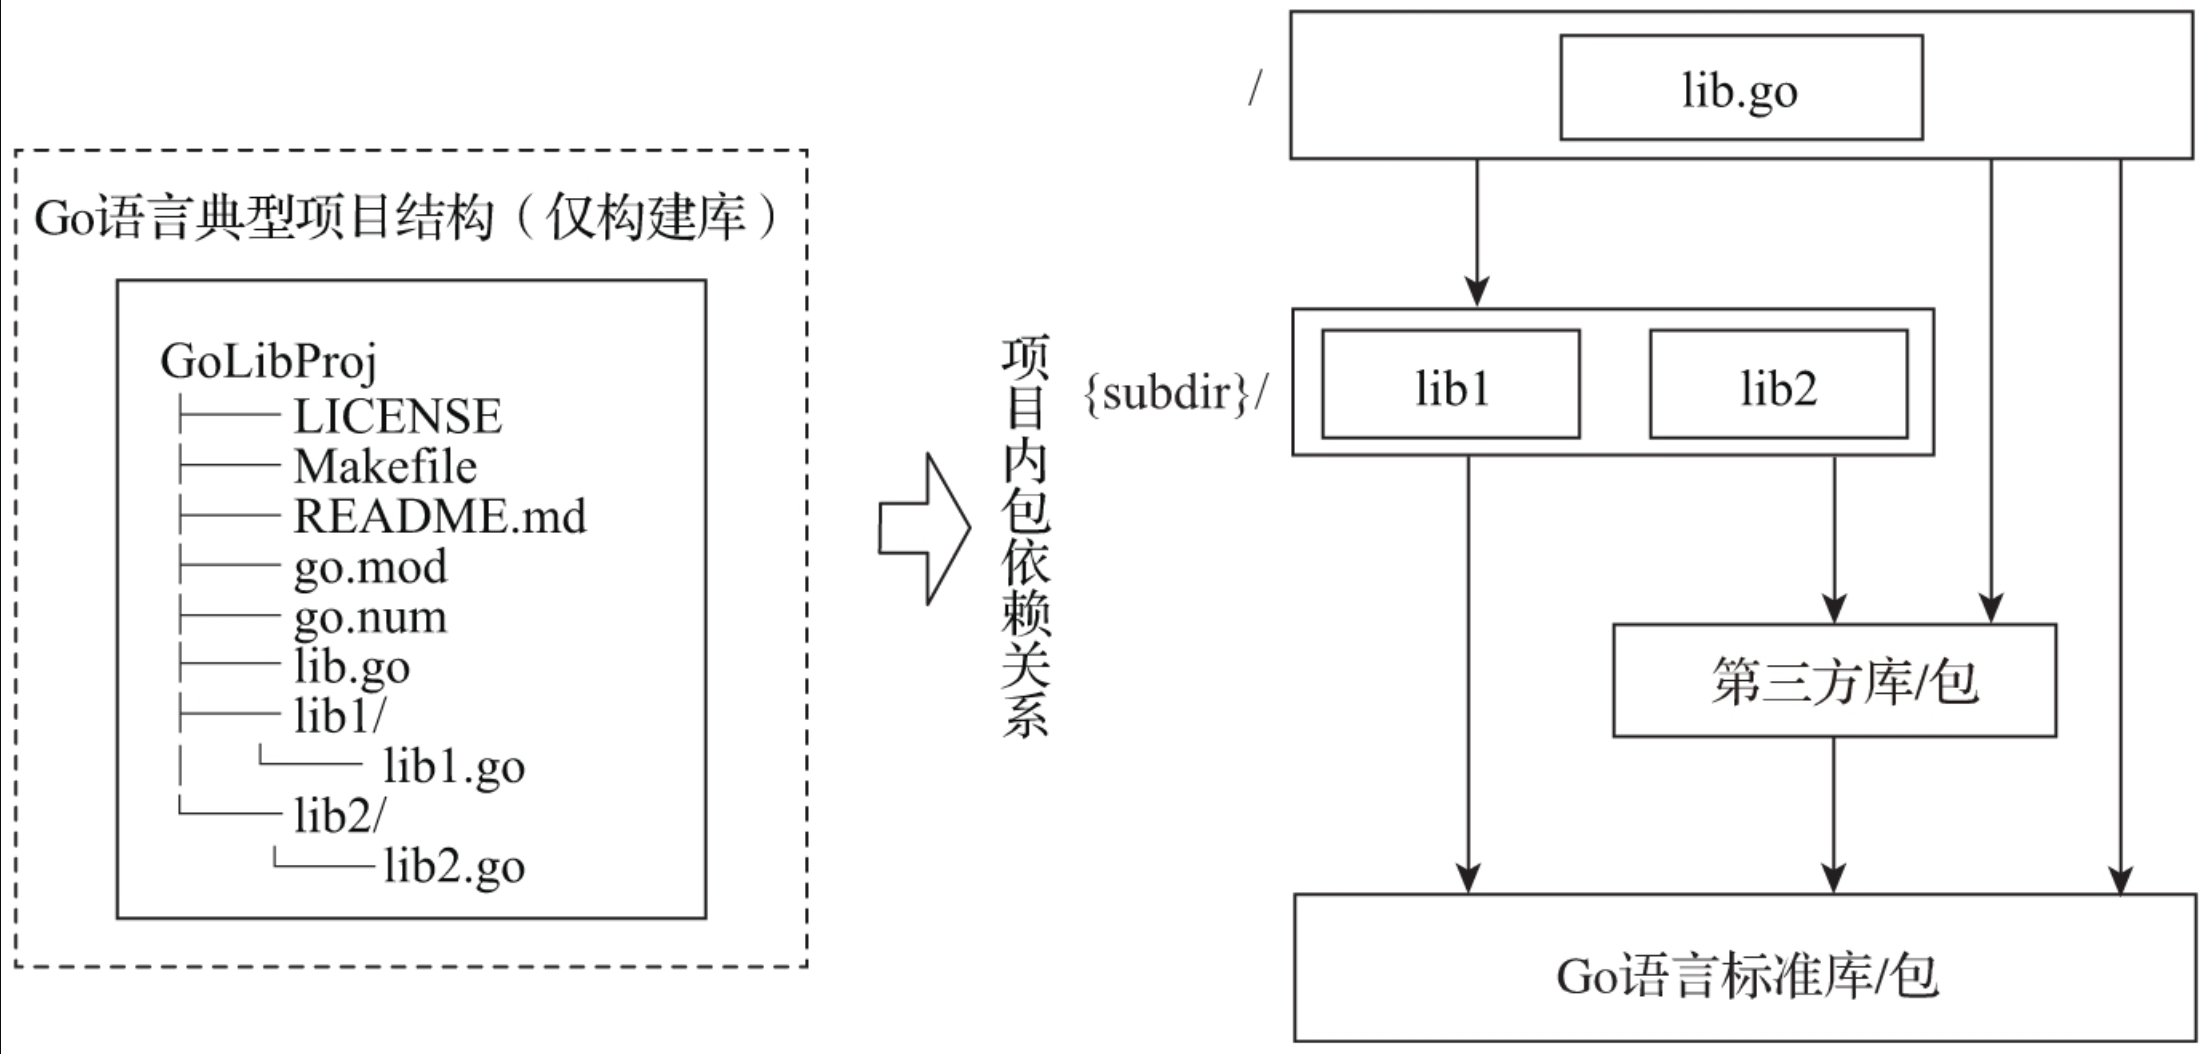 Go语言典型项目结构（仅构建库）
GoLibProj
LICENSE
Makefile
README.md
go.mod
go.num
lib.go
lib1/
lib1.go
lib2/
lib2.go
项目内包依赖关系
/
lib.go
{subdir}/
lib1
lib2
第三方库/包
Go语言标准库/包